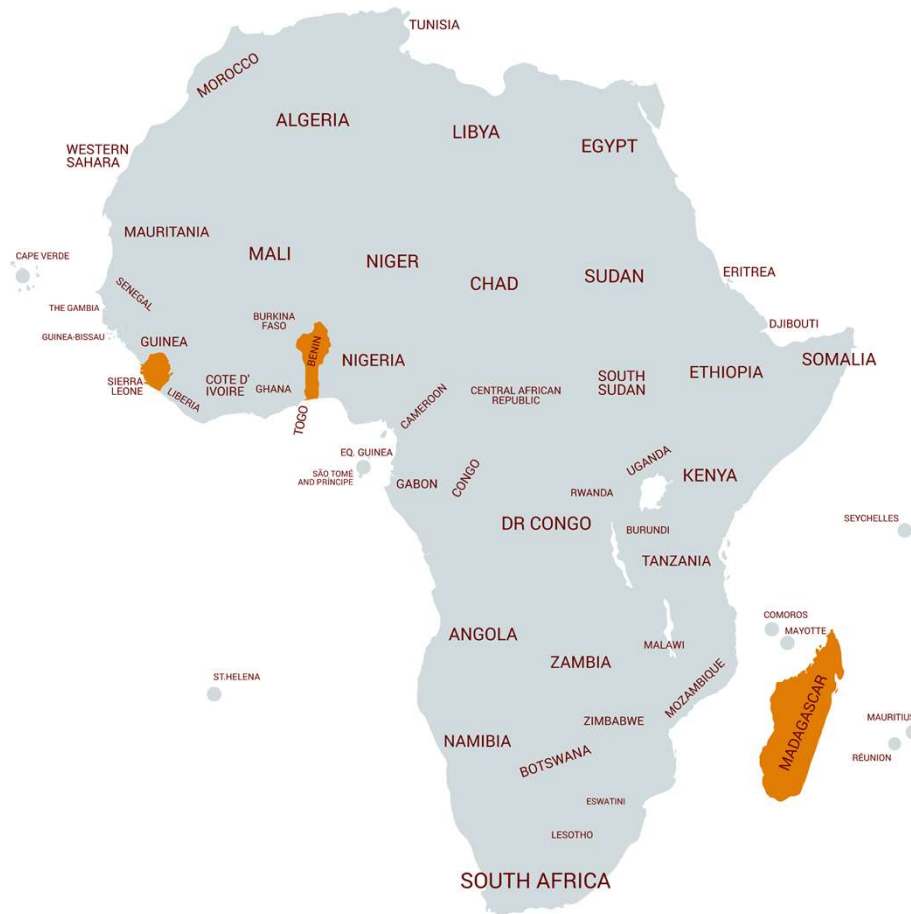 TUNISIA
MOROCCO
ALGERIA
LIBYA
EGYPT
WESTERN
SAHARA
MAURITANIA
MALI
NIGER
CHAD
SUDAN
ERITREA
CAPE VERDE
SENEGAL
THE GAMBIA
GUINEA-BISSAU
GUINEA
BURKINA
FASO
BENIN
NIGERIA
DJIBOUTI
SOMALIA
ETHIOPIA
SIERRA
LEONE
LIBERIA
COTE D'
IVOIRE
GHANA
TOGO
CAMEROON
CENTRAL AFRICAN
REPUBLIC
SOUTH
SUDAN
EQ. GUINEA
SÃO TOMÉ
AND PRÍNCIPE
GABON
CONGO
UGANDA
KENYA
RWANDA
DR CONGO
BURUNDI
TANZANIA
SEYCHELLES
COMOROS
MAYOTTE
ANGOLA
ZAMBIA
MALAWI
MOZAMBIQUE
ST.HELENA
MADAGASCAR
MAURITIUS
RÉUNION
ZIMBABWE
NAMIBIA
BOTSWANA
ESWATINI
LESOTHO
SOUTH AFRICA